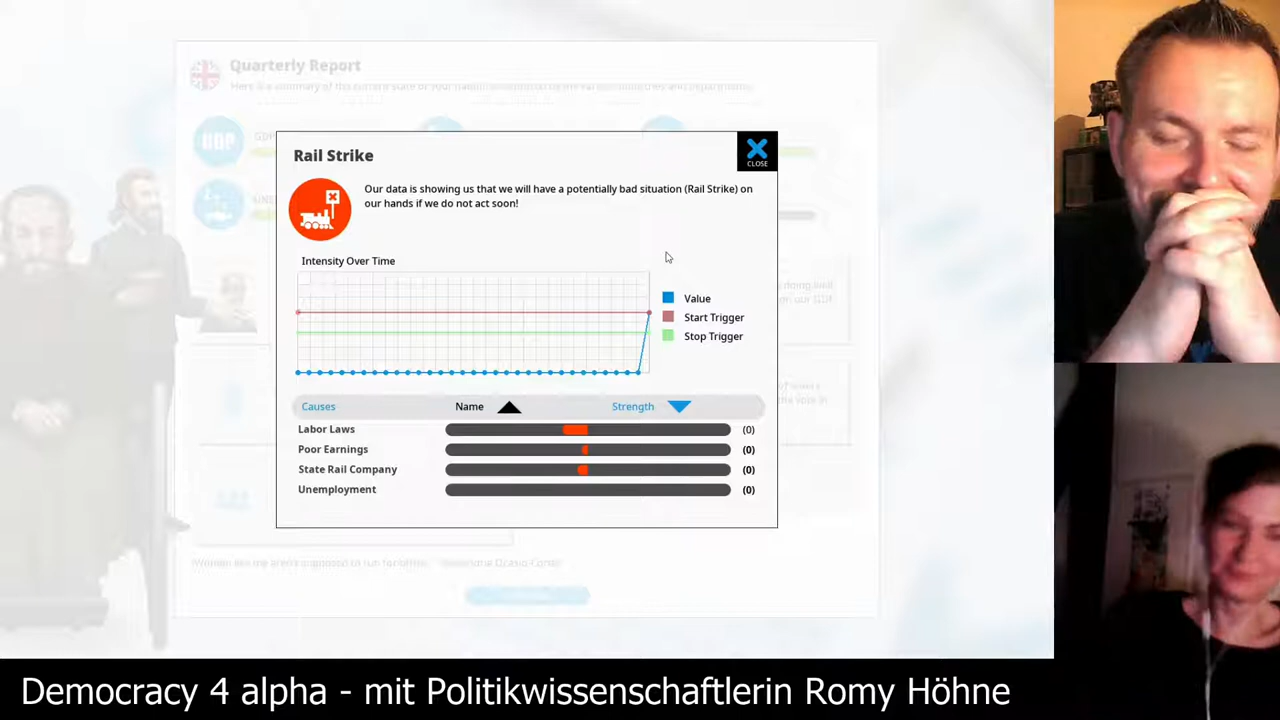 Quarterly Report
Rail Strike
CLOSE
Our data is showing us that we will have a potentially bad situation (Rail Strike) on
our hands if we do not act soon!
Intensity Over Time
Value
Start Trigger
Stop Trigger
Causes Name Strength
Labor Laws (0)
Poor Earnings (0)
State Rail Company (0)
Unemployment (0)
Democracy 4 alpha - mit Politikwissenschaftlerin Romy Höhne